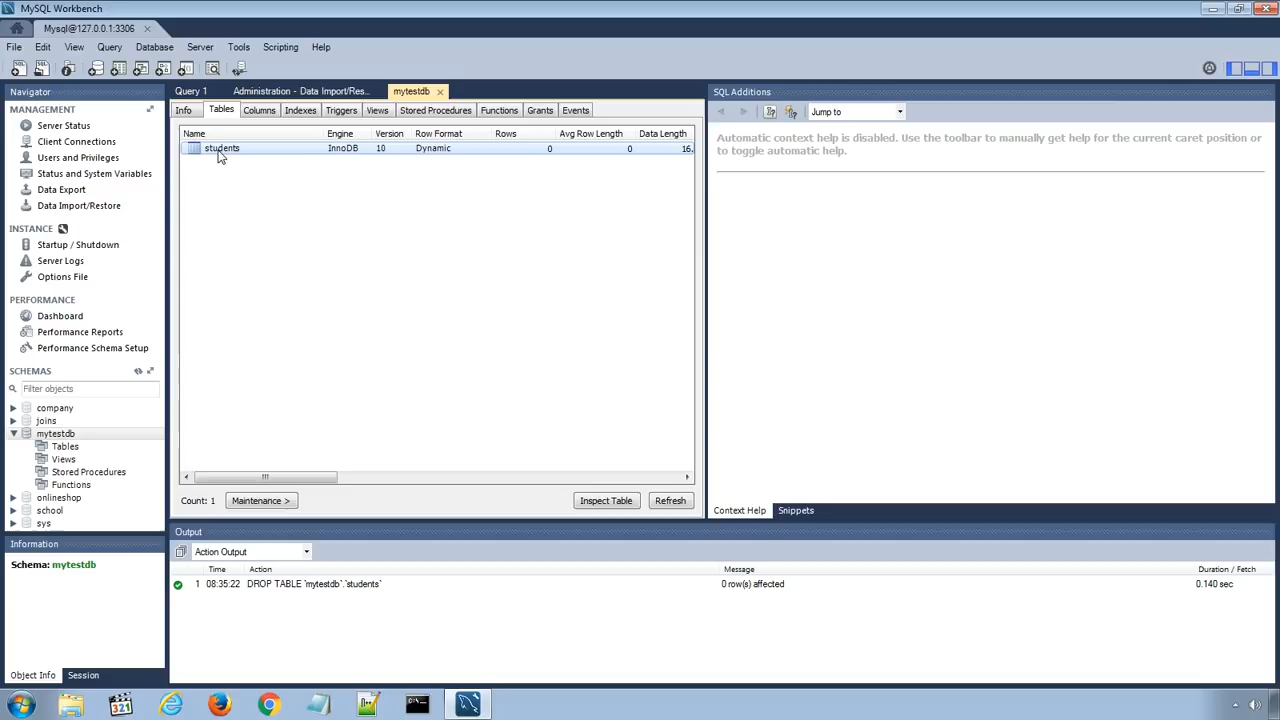 MySQL Workbench
Mysql@127.0.0.1:3306
File Edit View Query Database Server Tools Scripting Help
Navigator
MANAGEMENT
Server Status
Client Connections
Users and Privileges
Status and System Variables
Data Export
Data Import/Restore
INSTANCE
Startup / Shutdown
Server Logs
Options File
PERFORMANCE
Dashboard
Performance Reports
Performance Schema Setup
SCHEMAS
Filter objects
company
joins
mytestdb
Tables
Views
Stored Procedures
Functions
onlineshop
school
sys
Information
Schema: mytestdb
Object Info Session
Query 1 Administration - Data Import/Res... mytestdb
Info Tables Columns Indexes Triggers Views Stored Procedures Functions Grants Events
Name Engine Version Row Format Rows Avg Row Length Data Length
students InnoDB 10 Dynamic 0 0 16.
Count: 1 Maintenance > Inspect Table Refresh
SQL Additions
Jump to
Automatic context help is disabled. Use the toolbar to manually get help for the current caret position or
to toggle automatic help.
Context Help Snippets
Output
Action Output
Time Action Message Duration / Fetch
1 08:35:22 DROP TABLE `mytestdb`.`students` 0 row(s) affected 0.140 sec
321